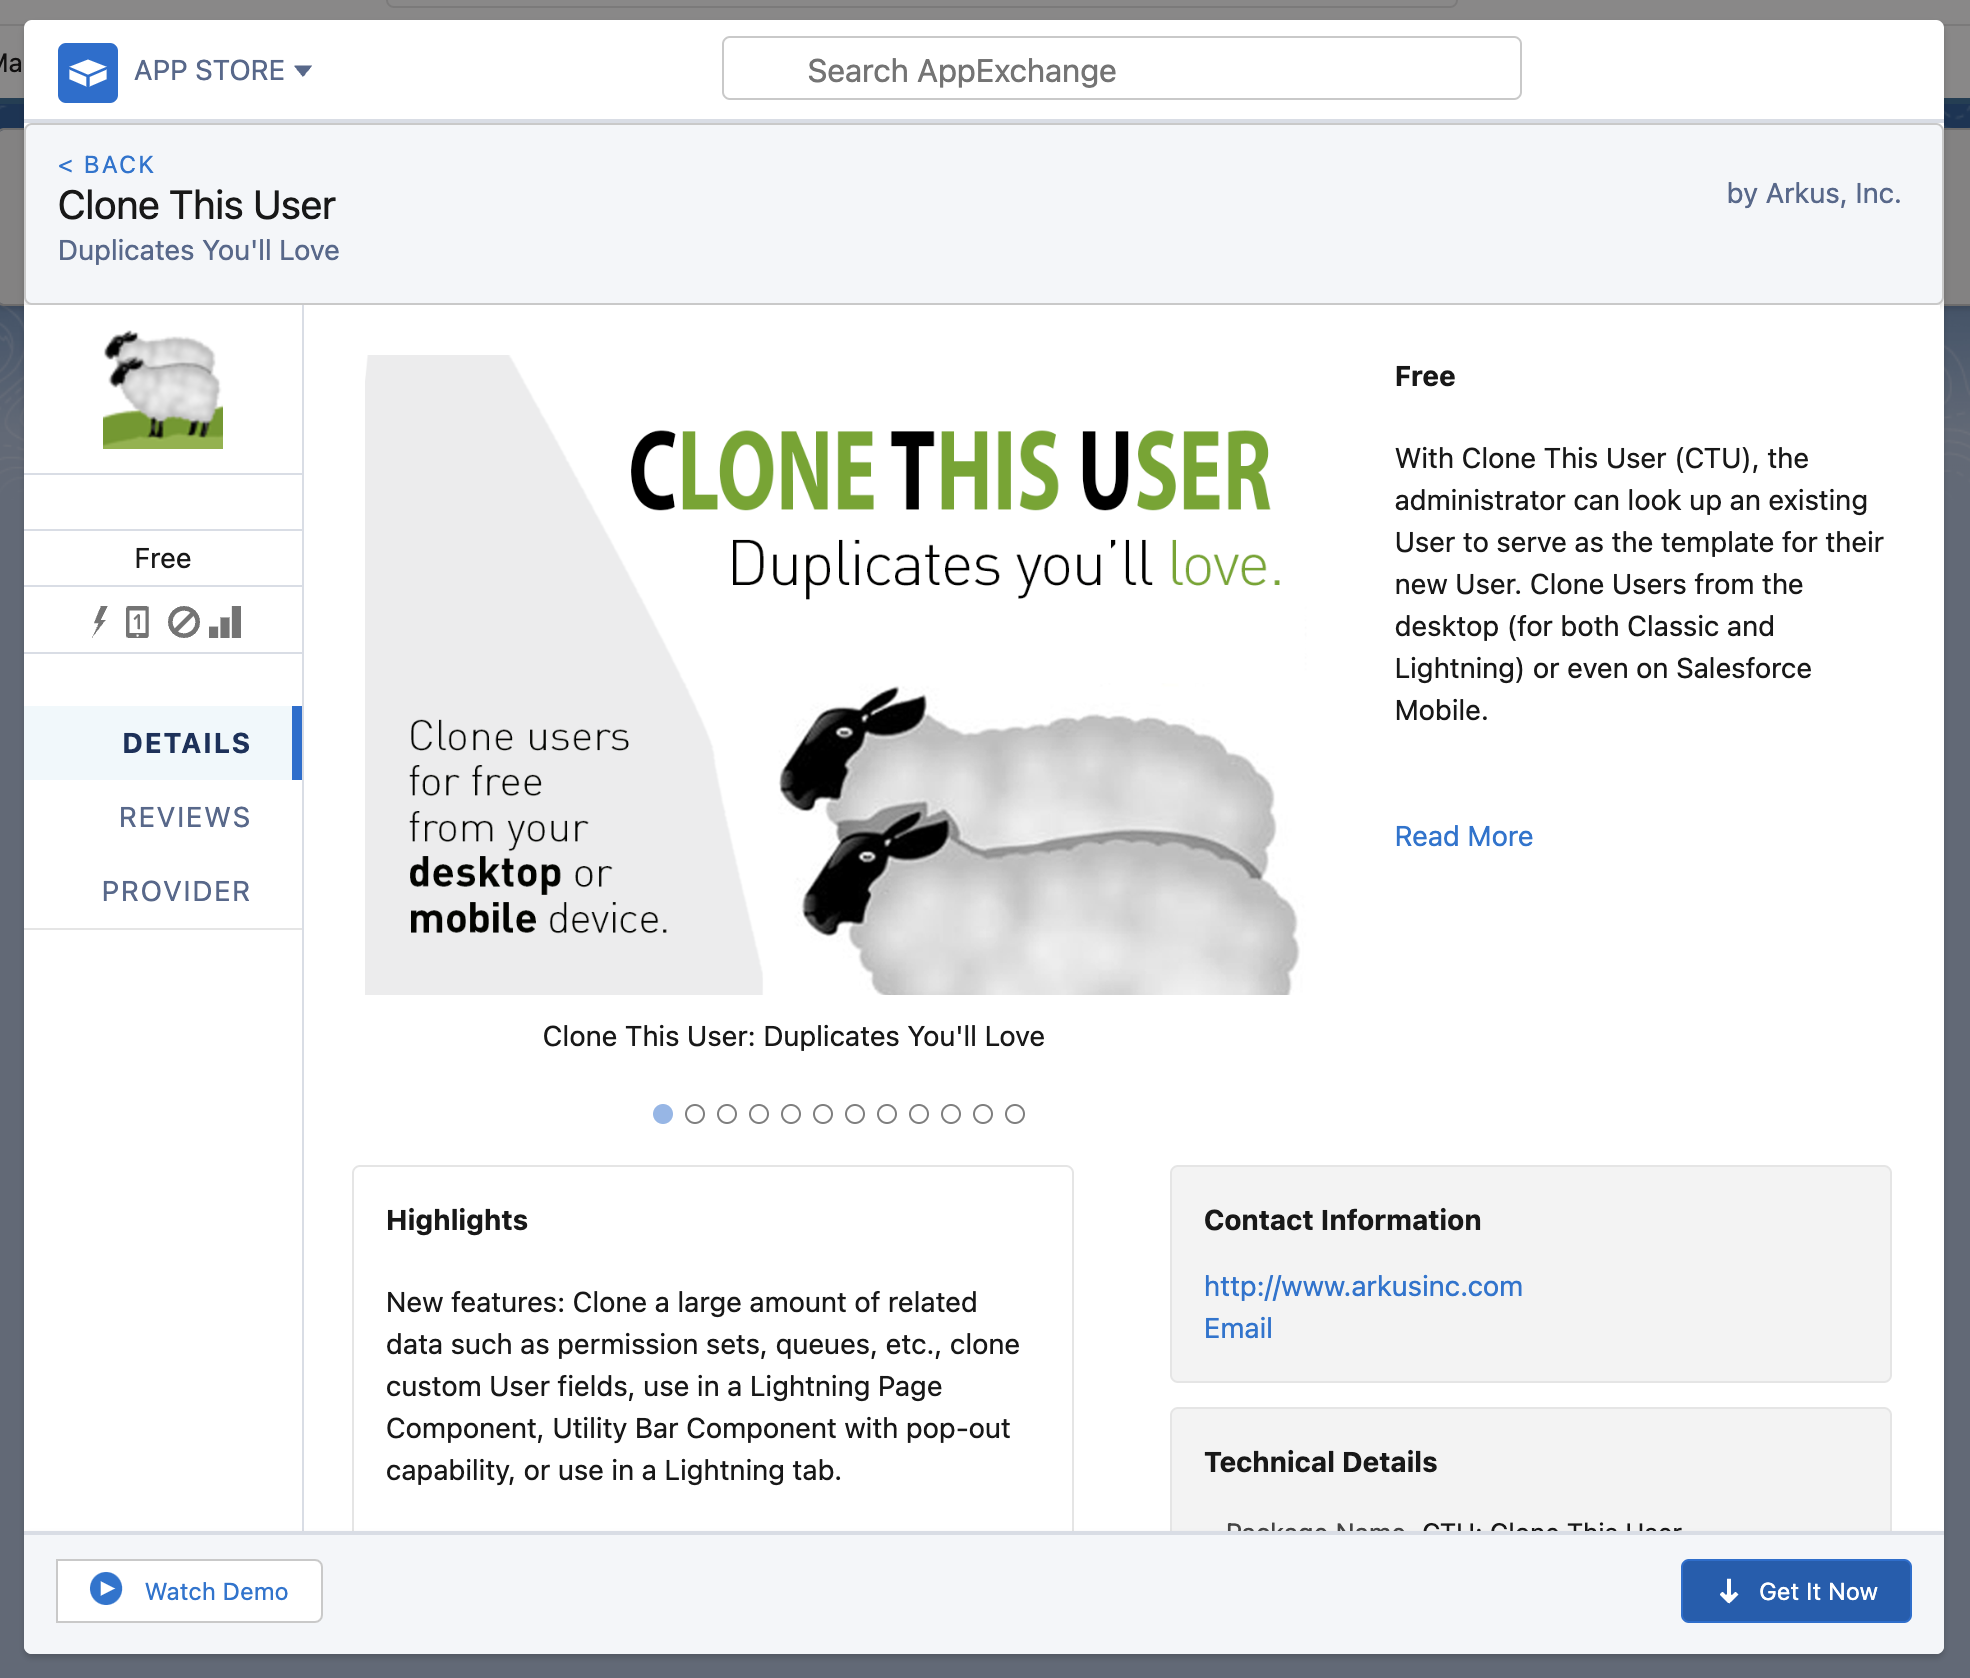 Ma
APP STORE
Search AppExchange
< BACK
Clone This User
by Arkus, Inc.
Duplicates You'll Love
Free
DETAILS
REVIEWS
PROVIDER
CLONE THIS USER
Duplicates you'll love.
Clone users
for free
from your
desktop or
mobile device.
Clone This User: Duplicates You'll Love
Free
With Clone This User (CTU), the
administrator can look up an existing
User to serve as the template for their
new User. Clone Users from the
desktop (for both Classic and
Lightning) or even on Salesforce
Mobile.
Read More
Highlights
New features: Clone a large amount of related
data such as permission sets, queues, etc., clone
custom User fields, use in a Lightning Page
Component, Utility Bar Component with pop-out
capability, or use in a Lightning tab.
Contact Information
http://www.arkusinc.com
Email
Technical Details
Package Name CTU: Clone This User
Watch Demo
Get It Now